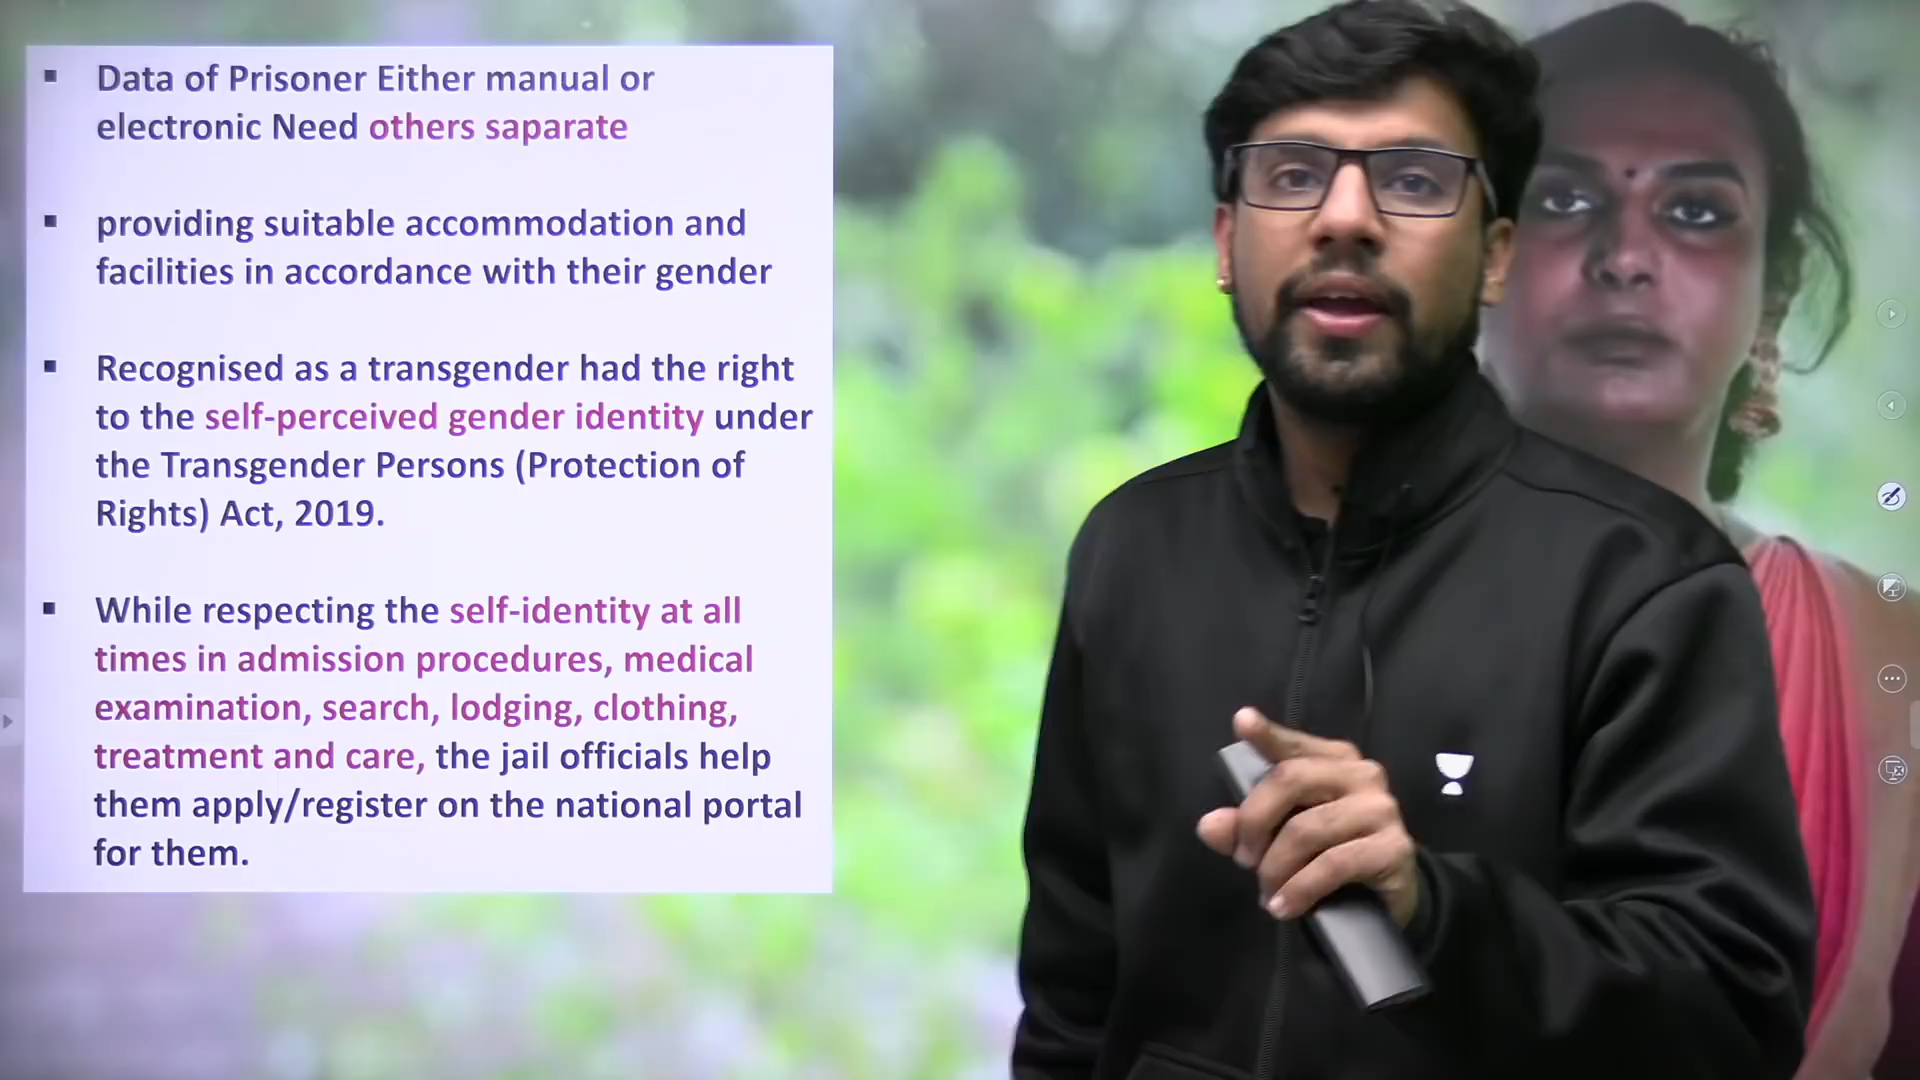 Data of Prisoner Either manual or
electronic Need others saparate
providing suitable accommodation and
facilities in accordance with their gender
Recognised as a transgender had the right
to the self-perceived gender identity under
the Transgender Persons (Protection of
Rights) Act, 2019.
While respecting the self-identity at all
times in admission procedures, medical
examination, search, lodging, clothing,
treatment and care, the jail officials help
them apply/register on the national portal
for them.